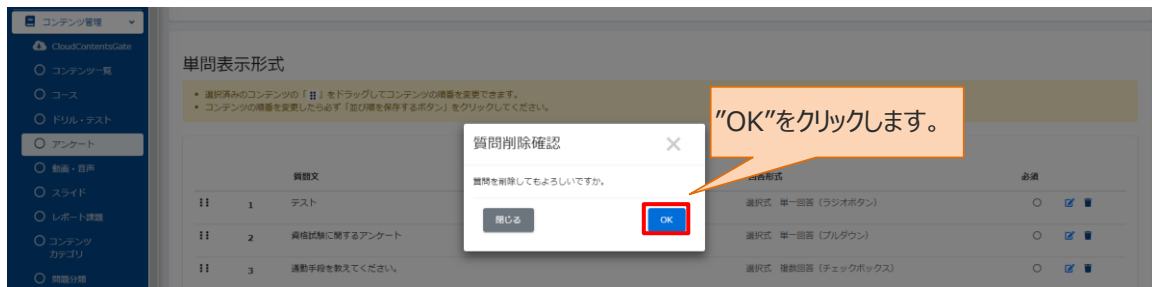 コンテンツ管理
CloudContentsGate
コンテンツ一覧
コース
ドリル・テスト
アンケート
動画・音声
スライド
レポート課題
コンテンツ
カテゴリ
問題分類
単問表示形式
• 選択済みのコンテンツの「⠿」をドラッグしてコンテンツの順番を変更できます。
• コンテンツの順番を変更したら必ず「並び順を保存するボタン」をクリックしてください。
"OK"をクリックします。
質問削除確認 ×
質問を削除してもよろしいですか。
閉じる OK
質問文 回答形式 必須
1 テスト 選択式 単一回答(ラジオボタン) ○
2 資格試験に関するアンケート 選択式 単一回答(プルダウン) ○
3 通勤手段を教えてください。 選択式 複数回答(チェックボックス) ○